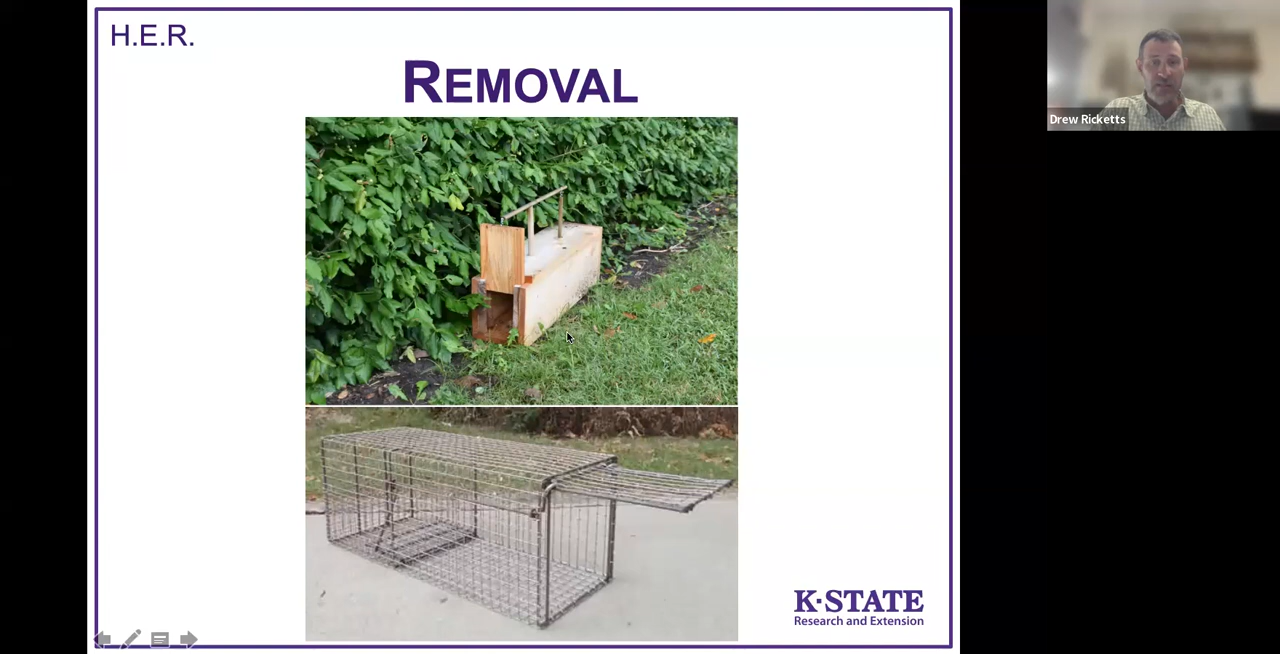 H.E.R.
REMOVAL
Drew Ricketts
K·STATE
Research and Extension